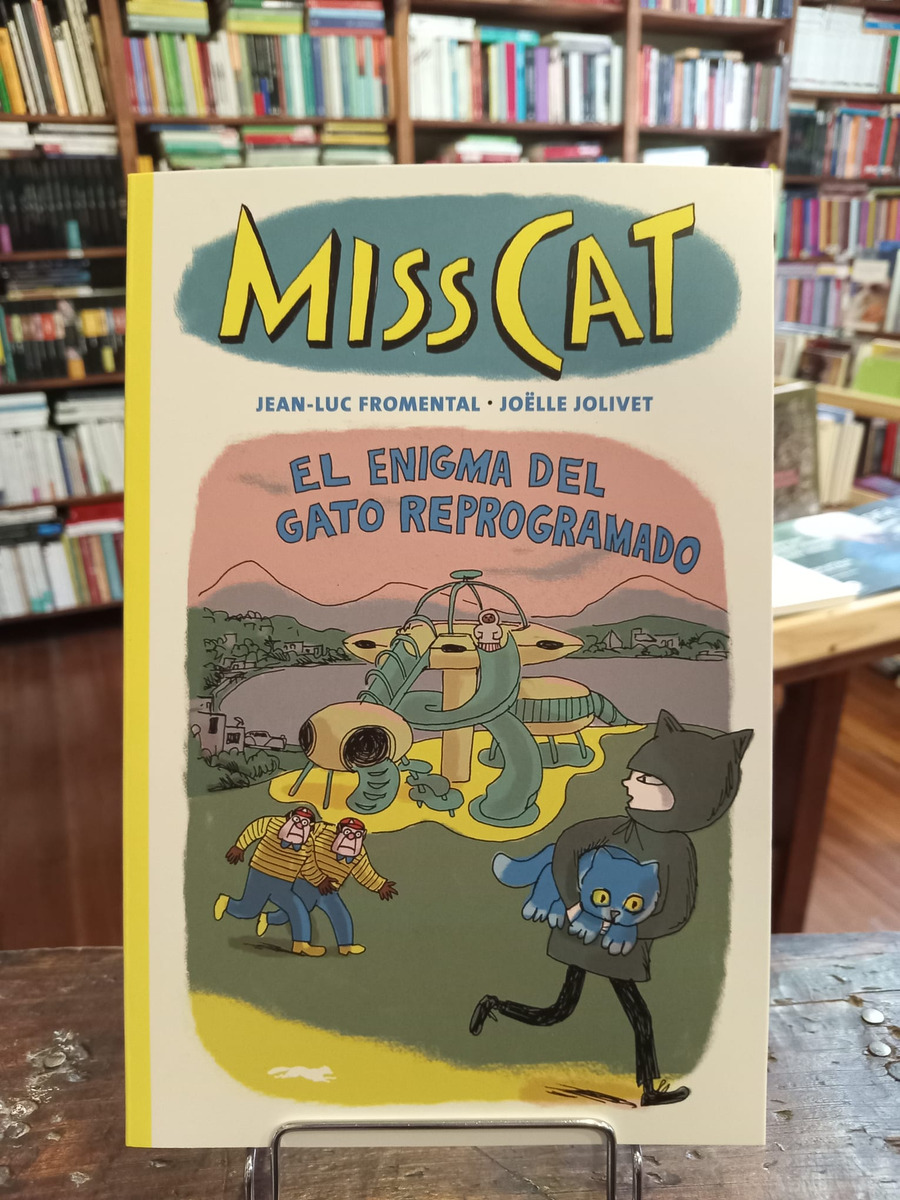 MISS CAT
JEAN-LUC FROMENTAL · JOËLLE JOLIVET
EL ENIGMA DEL
GATO REPROGRAMADO